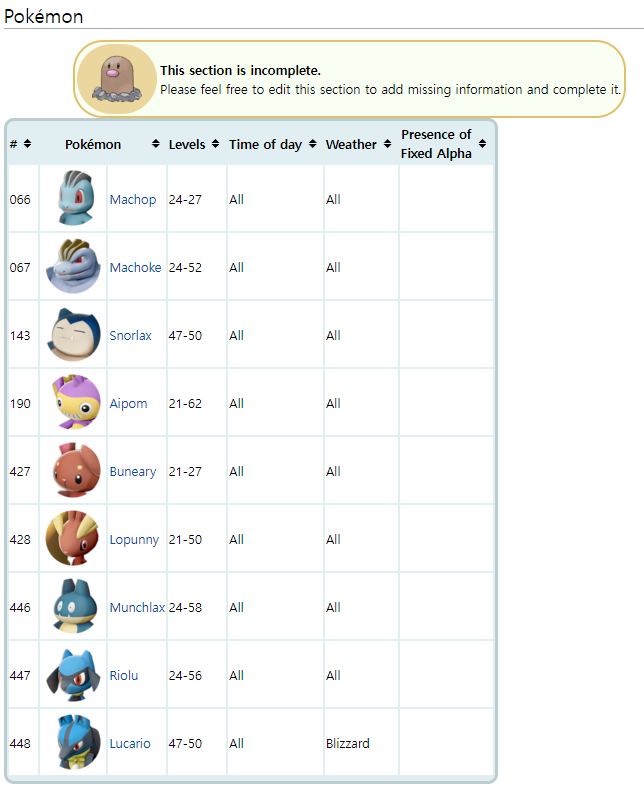 Pokémon
This section is incomplete.
Please feel free to edit this section to add missing information and complete it.
# Pokémon Levels Time of day Weather Presence of
Fixed Alpha
066 Machop 24-27 All All
067 Machoke 24-52 All All
143 Snorlax 47-50 All All
190 Aipom 21-62 All All
427 Buneary 21-27 All All
428 Lopunny 21-50 All All
446 Munchlax 24-58 All All
447 Riolu 24-56 All All
448 Lucario 47-50 All Blizzard